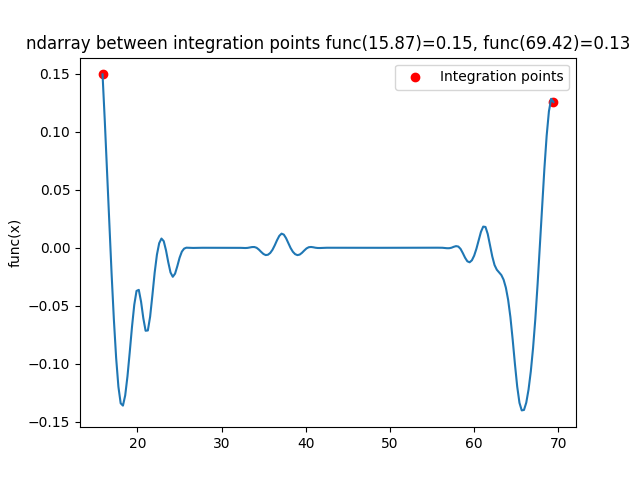 ndarray between integration points func(15.87)=0.15, func(69.42)=0.13
Integration points
func(x)
0.15
0.10
0.05
0.00
−0.05
−0.10
−0.15
20 30 40 50 60 70